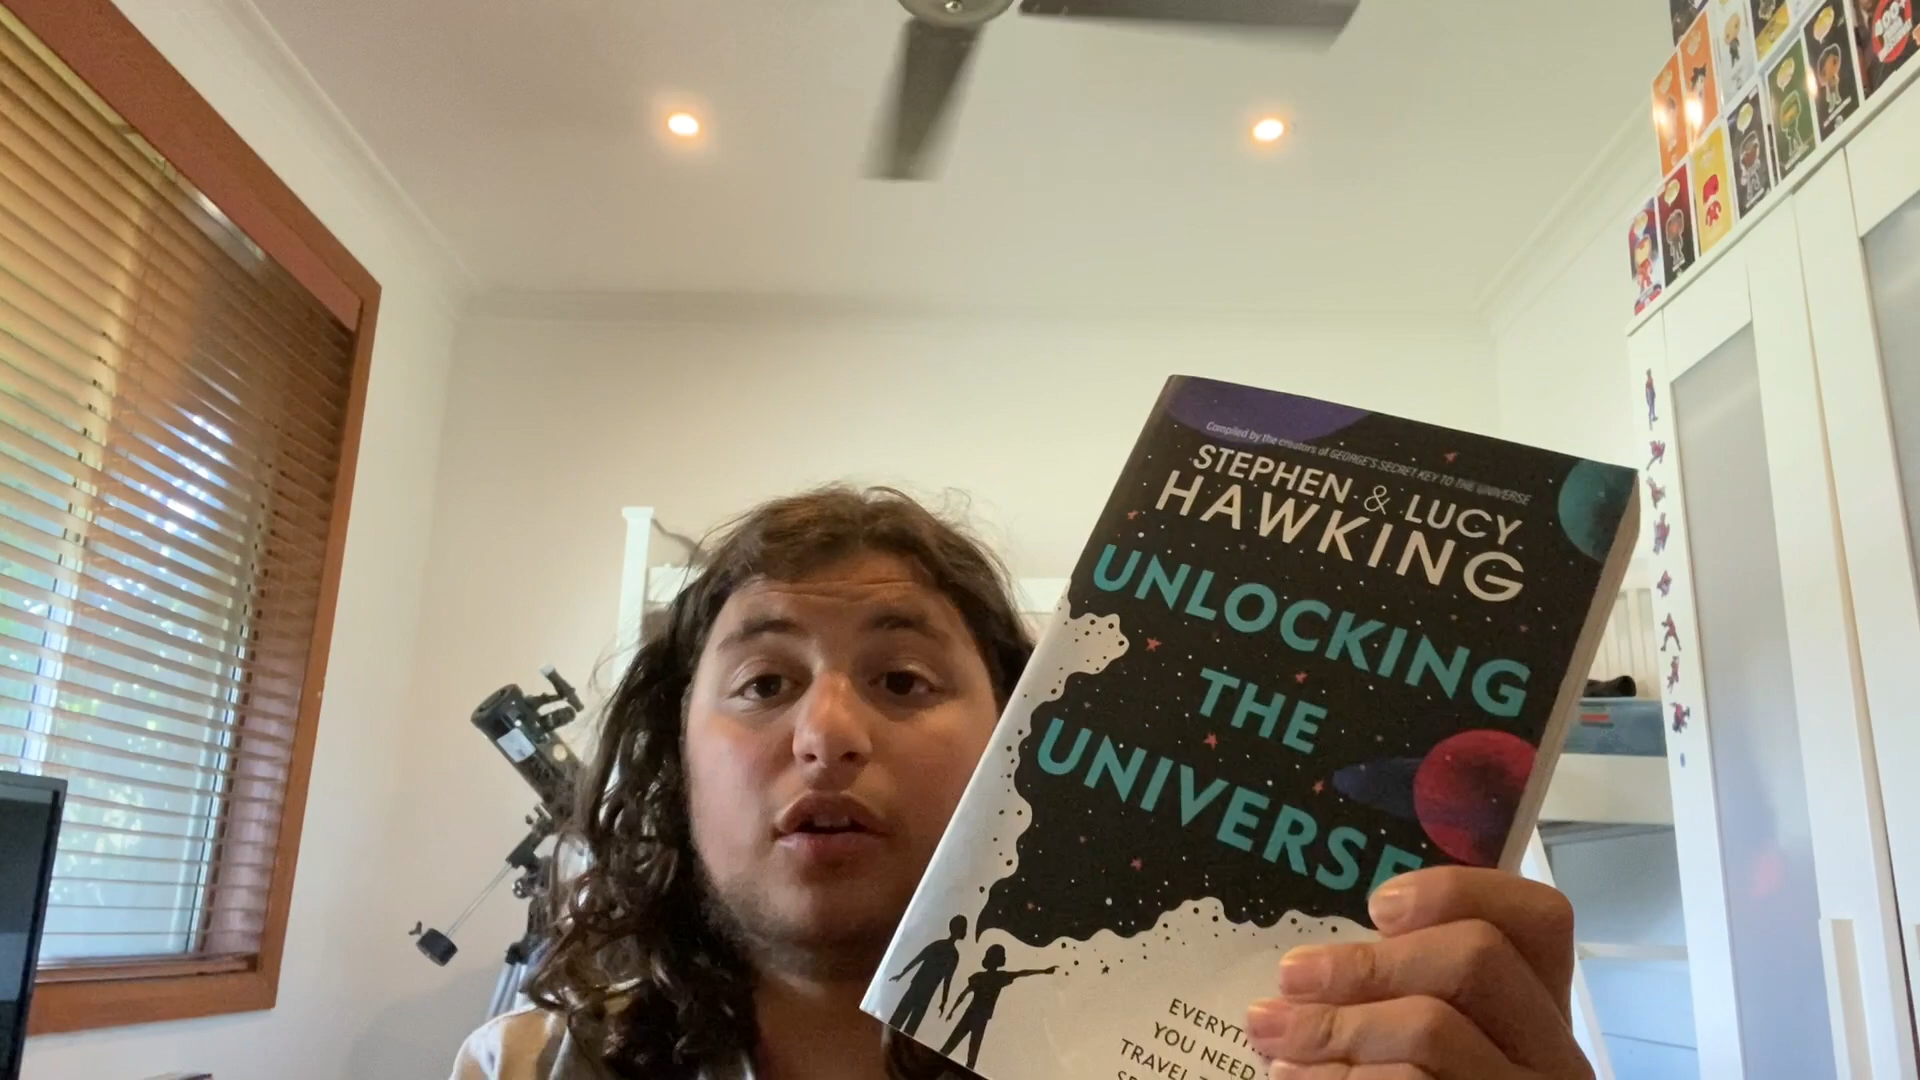 Compiled by the creators of GEORGE'S SECRET KEY TO THE UNIVERSE
STEPHEN & LUCY
HAWKING
UNLOCKING
THE
UNIVERSE
YOU NEED
TRAVEL